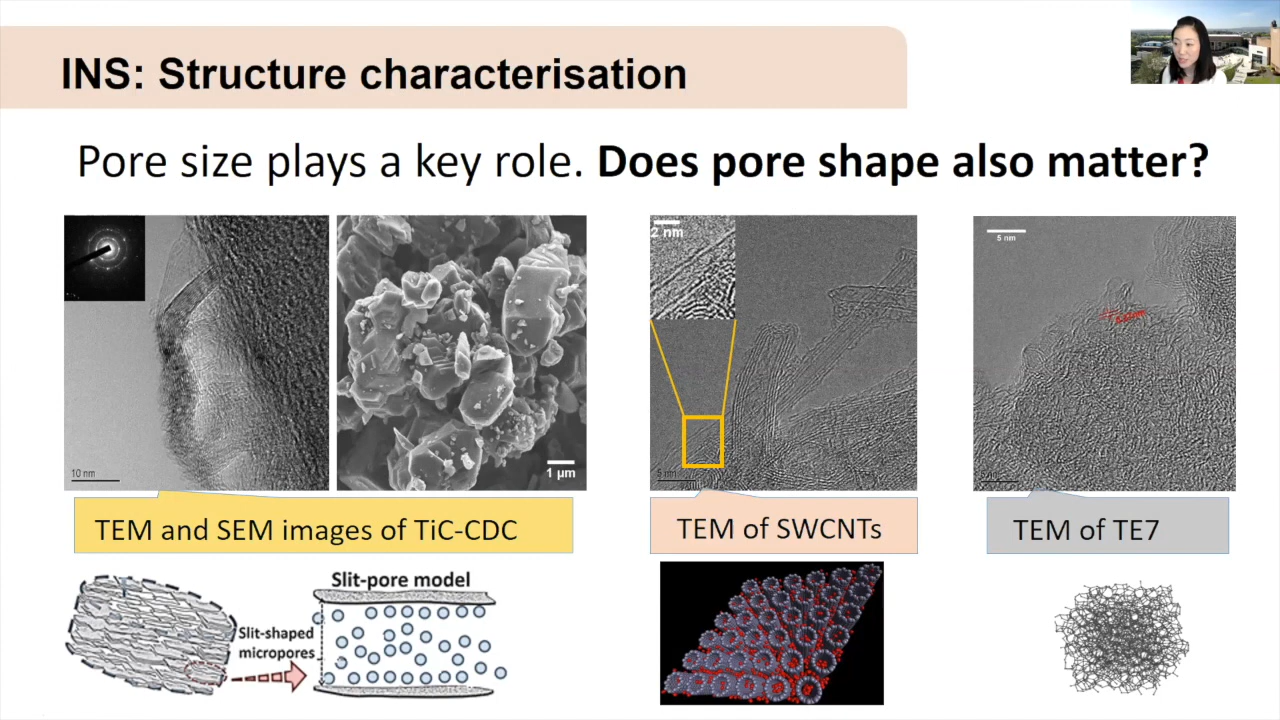 INS: Structure characterisation
Pore size plays a key role. Does pore shape also matter?
10 nm
1 µm
2 nm
5 nm
5 nm
TEM and SEM images of TiC-CDC
TEM of SWCNTs
TEM of TE7
Slit-pore model
Slit-shaped
micropores